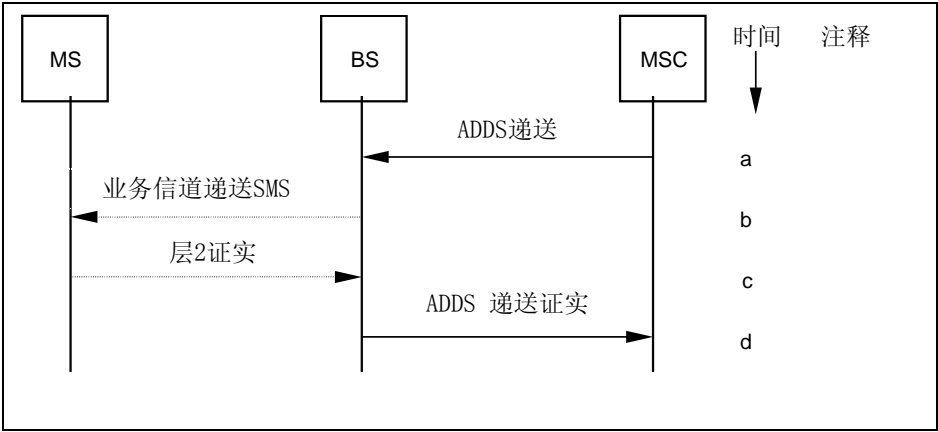 MS BS MSC 时间 注释
ADDS递送
a
业务信道递送SMS
b
层2证实
c
ADDS 递送证实
d